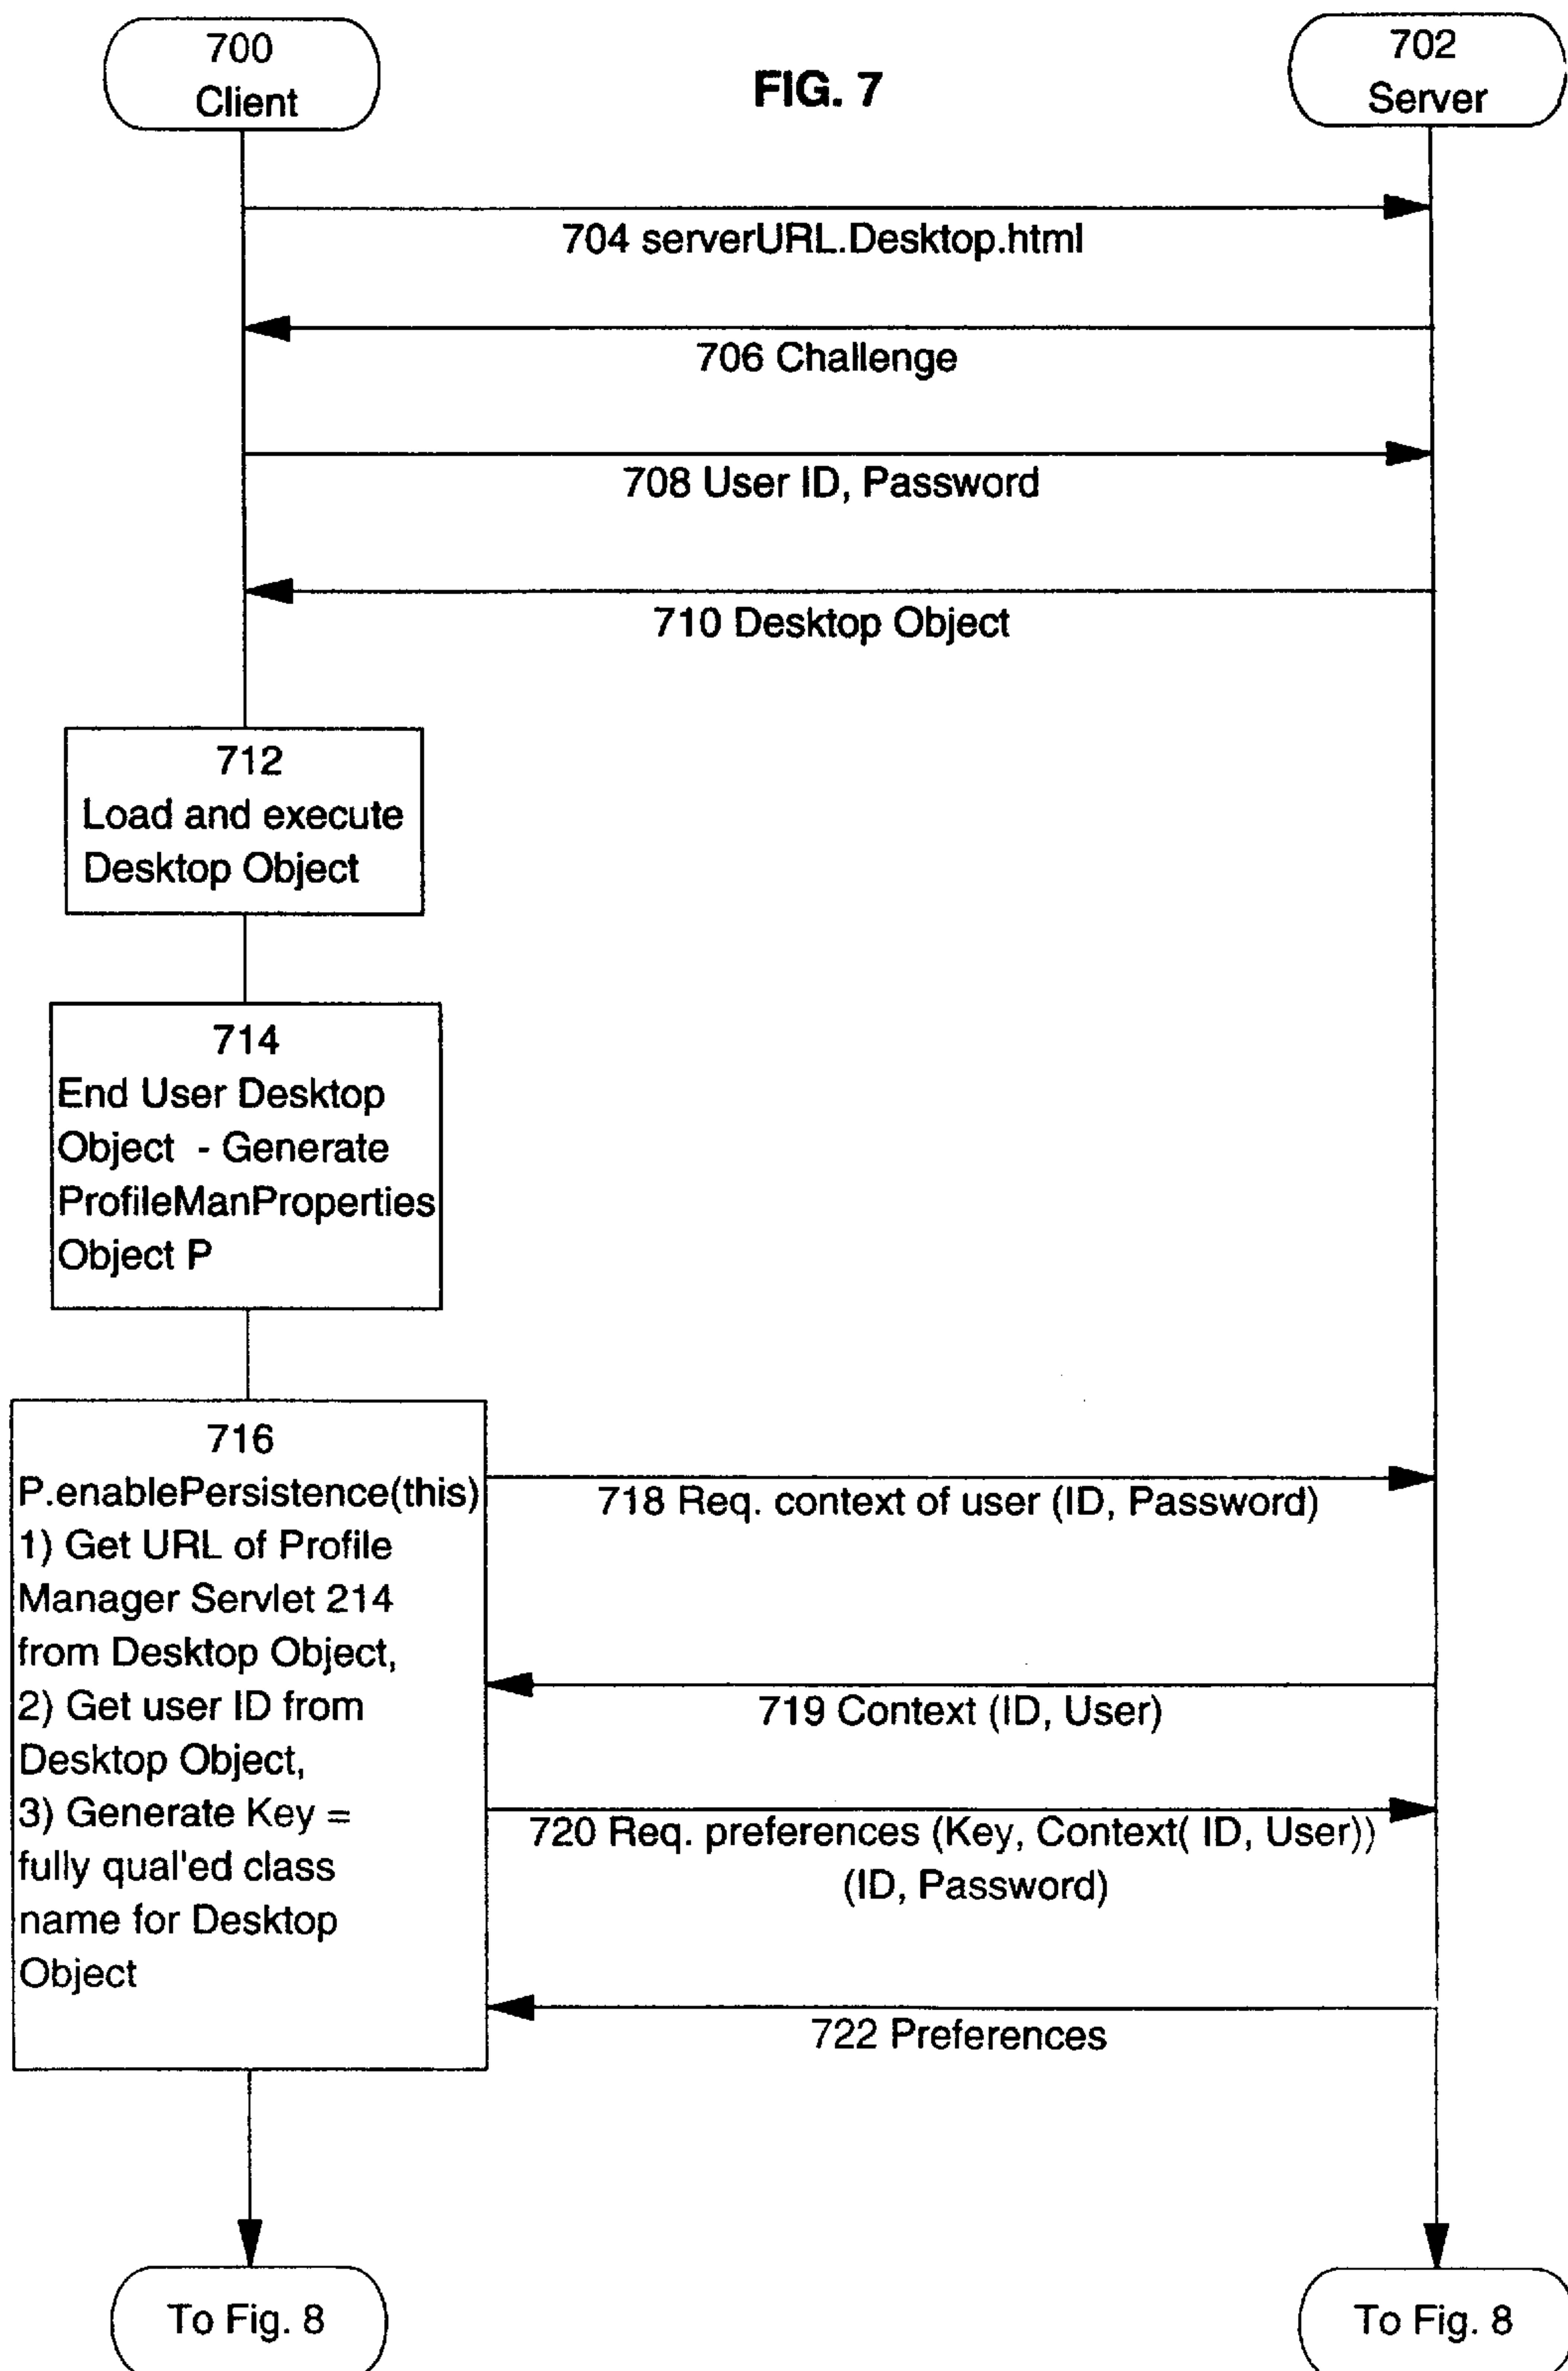 700
Client
FIG. 7
702
Server
704 serverURL.Desktop.html
706 Challenge
708 User ID, Password
710 Desktop Object
712
Load and execute
Desktop Object
714
End User Desktop
Object - Generate
ProfileManProperties
Object P
716
P.enablePersistence(this)
1) Get URL of Profile
Manager Servlet 214
from Desktop Object,
2) Get user ID from
Desktop Object,
3) Generate Key =
fully qual'ed class
name for Desktop
Object
718 Req. context of user (ID, Password)
719 Context (ID, User)
720 Req. preferences (Key, Context( ID, User))
(ID, Password)
722 Preferences
To Fig. 8
To Fig. 8